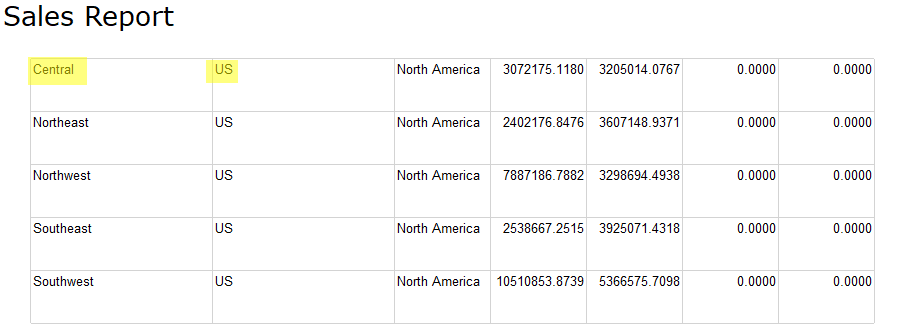 Sales Report
Central US North America 3072175.1180 3205014.0767 0.0000 0.0000
Northeast US North America 2402176.8476 3607148.9371 0.0000 0.0000
Northwest US North America 7887186.7882 3298694.4938 0.0000 0.0000
Southeast US North America 2538667.2515 3925071.4318 0.0000 0.0000
Southwest US North America 10510853.8739 5366575.7098 0.0000 0.0000